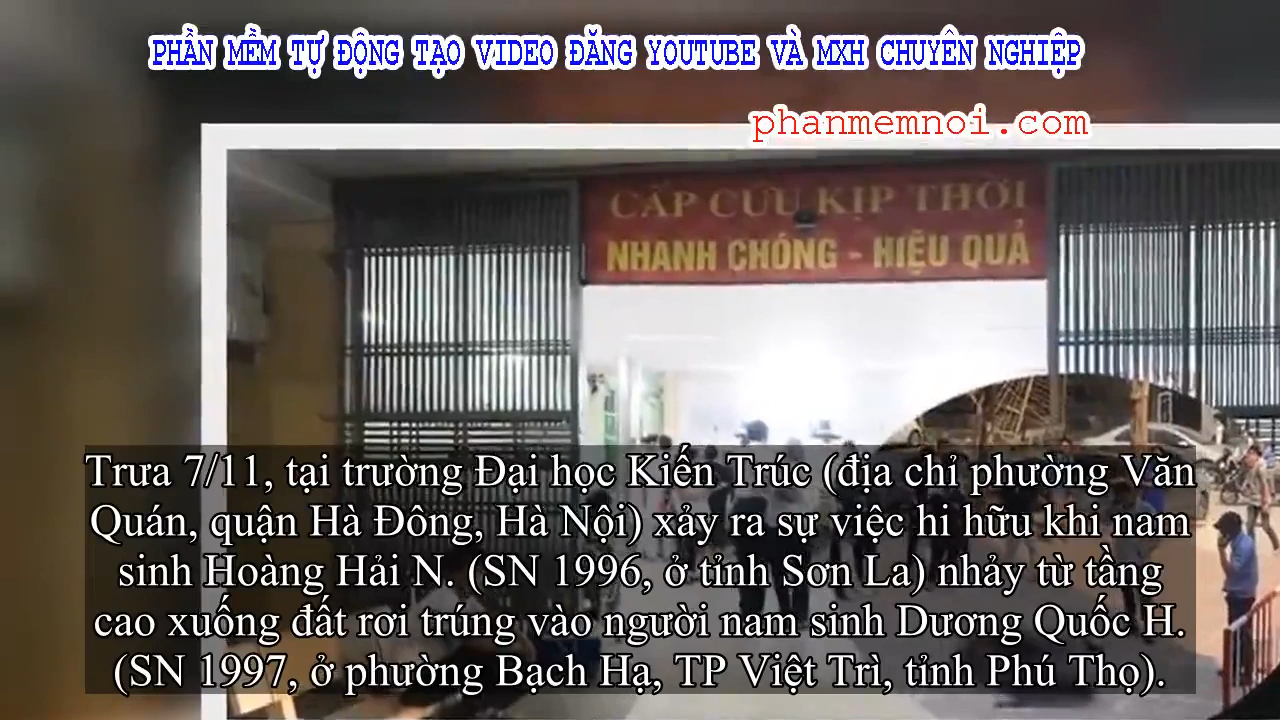 PHẦN MỀM TỰ ĐỘNG TẠO VIDEO ĐĂNG YOUTUBE VÀ MXH CHUYÊN NGHIỆP
phanmemnoi.com
CẤP CỨU KỊP THỜI
NHANH CHÓNG - HIỆU QUẢ
Trưa 7/11, tại trường Đại học Kiến Trúc (địa chỉ phường Văn
Quán, quận Hà Đông, Hà Nội) xảy ra sự việc hi hữu khi nam
sinh Hoàng Hải N. (SN 1996, ở tỉnh Sơn La) nhảy từ tầng
cao xuống đất rơi trúng vào người nam sinh Dương Quốc H.
(SN 1997, ở phường Bạch Hạ, TP Việt Trì, tỉnh Phú Thọ).